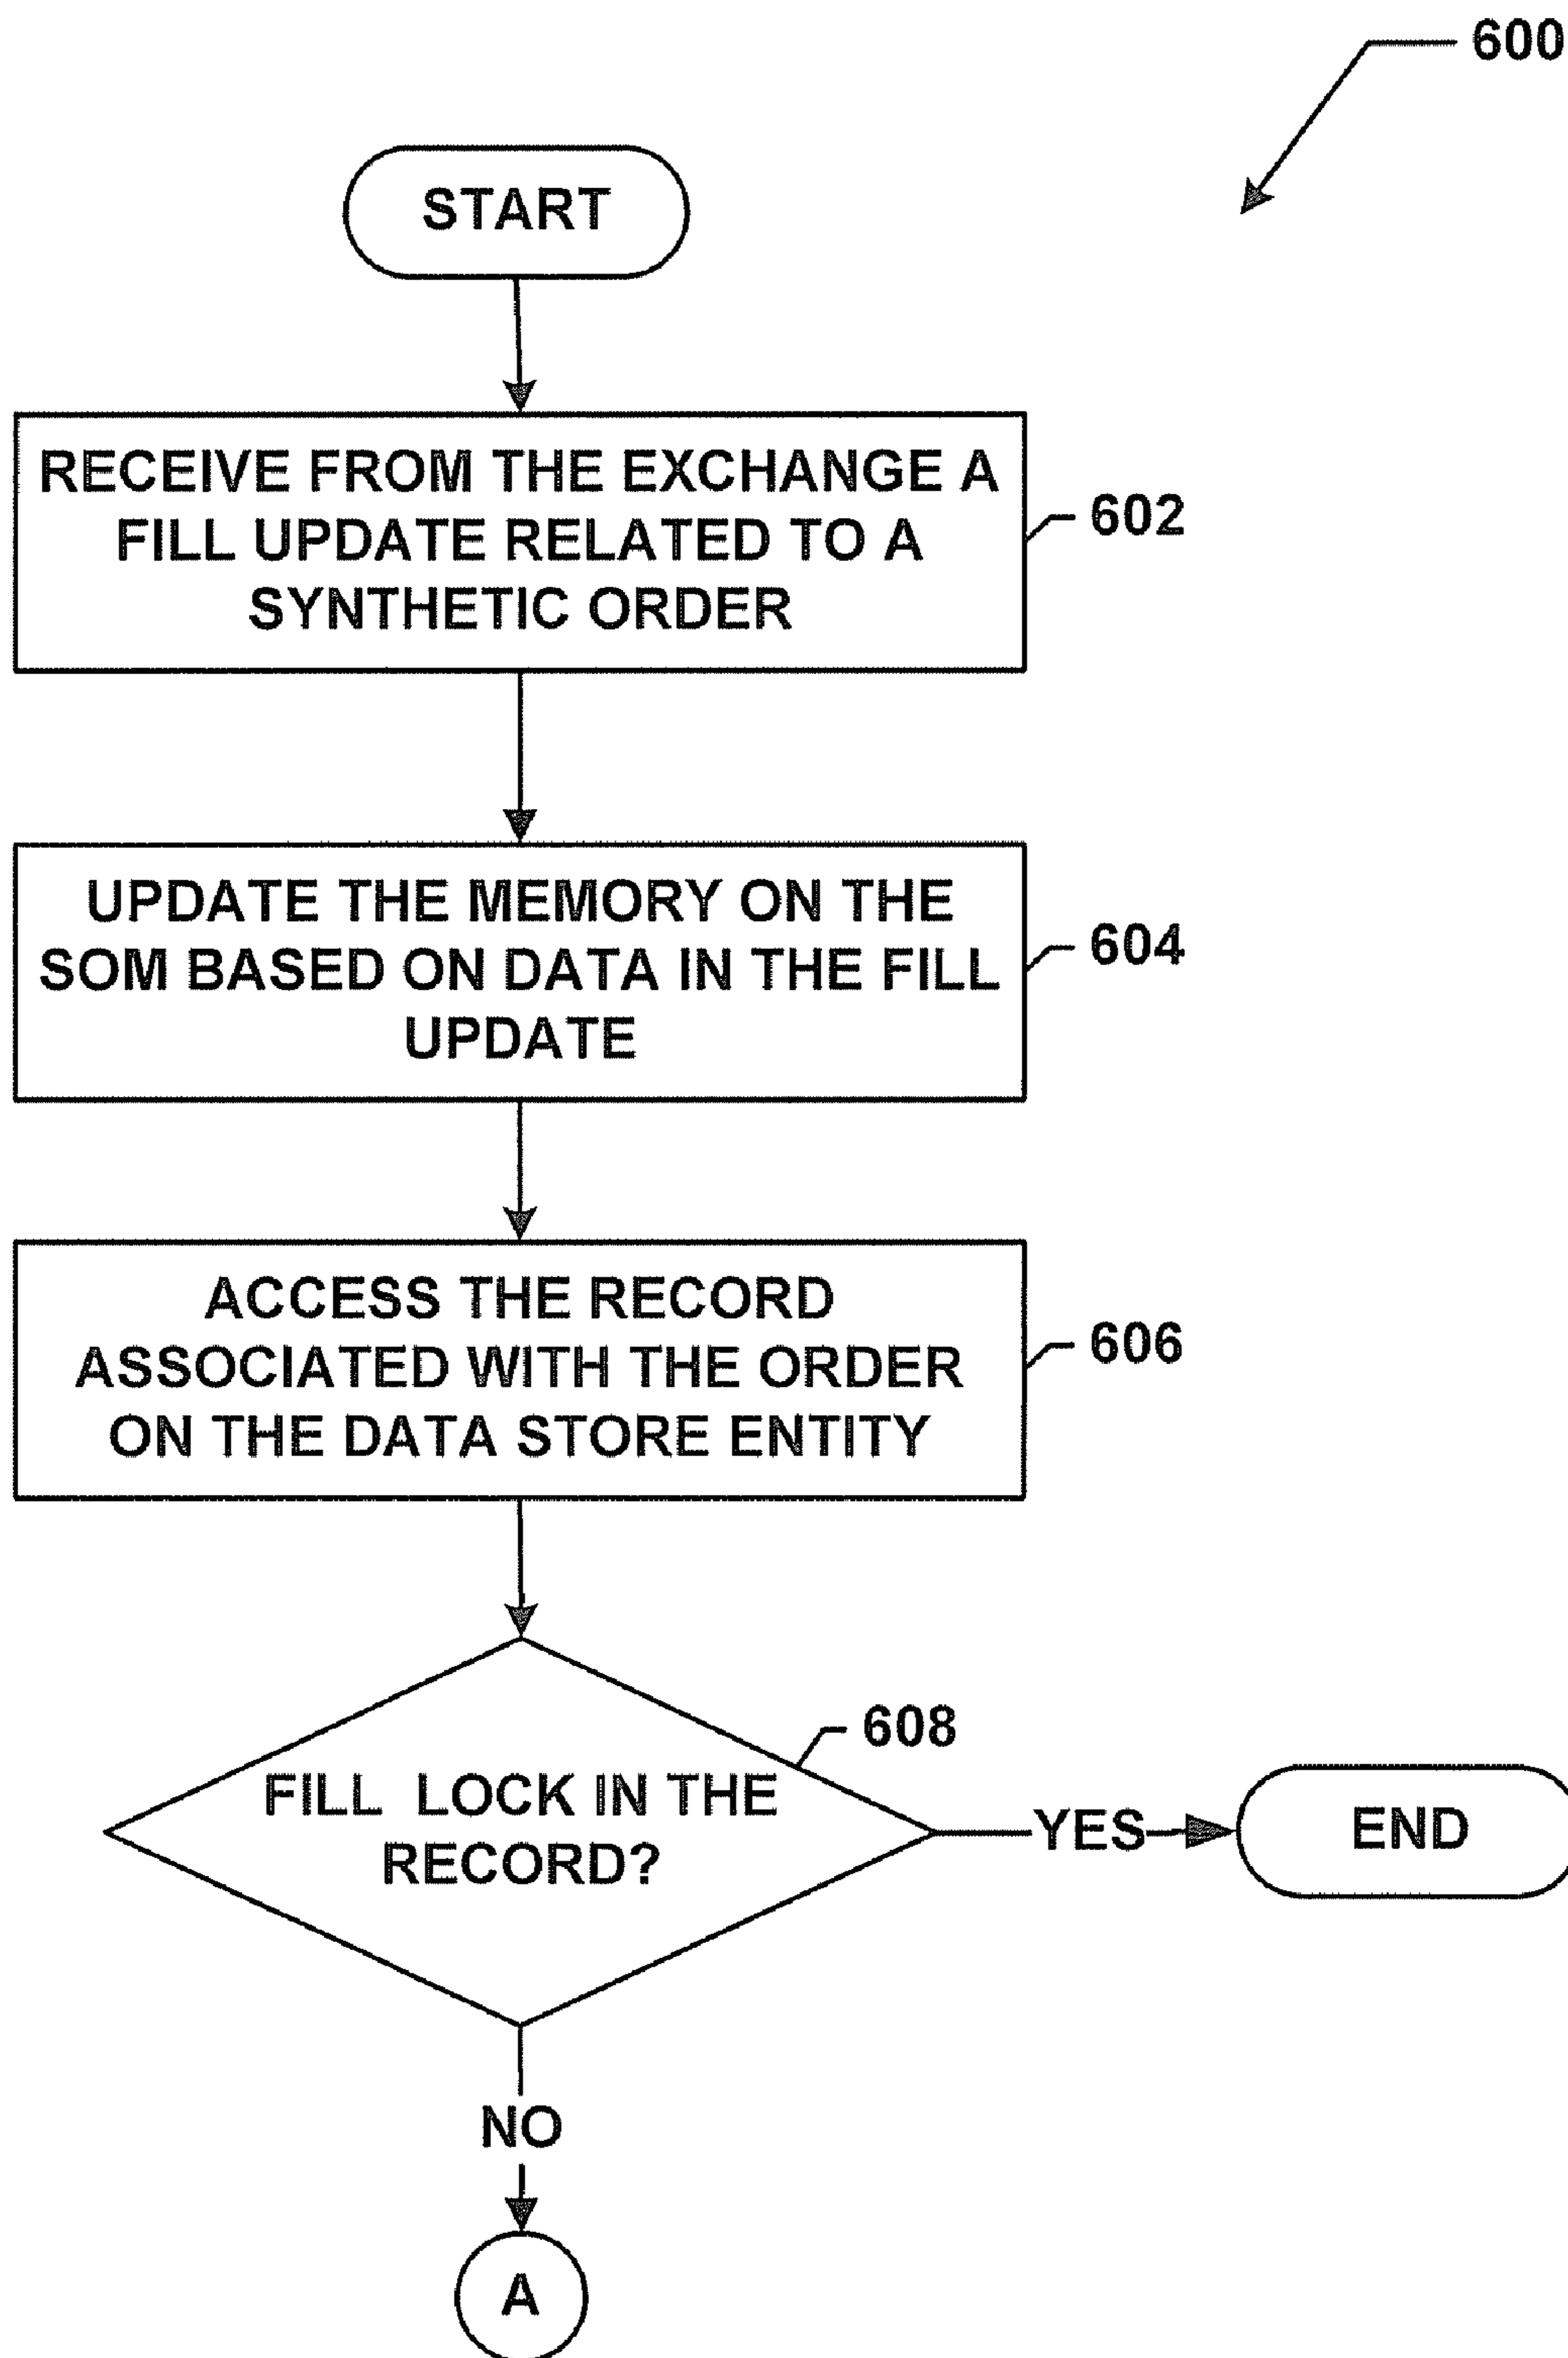 600
START
RECEIVE FROM THE EXCHANGE A
FILL UPDATE RELATED TO A
SYNTHETIC ORDER
602
UPDATE THE MEMORY ON THE
SOM BASED ON DATA IN THE FILL
UPDATE
604
ACCESS THE RECORD
ASSOCIATED WITH THE ORDER
ON THE DATA STORE ENTITY
606
608
FILL LOCK IN THE
RECORD?
YES
END
NO
A